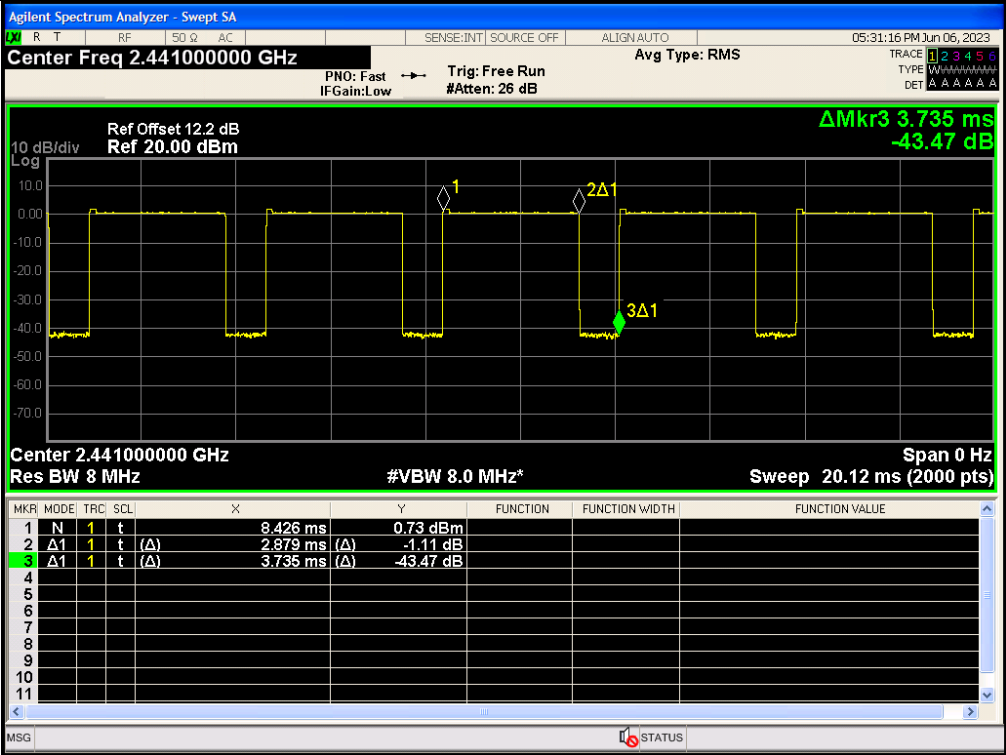 Agilent Spectrum Analyzer - Swept SA
LXI R T RF 50 Ω AC SENSE:INT SOURCE OFF ALIGNAUTO 05:31:16 PM Jun 06, 2023
Center Freq 2.441000000 GHz Avg Type: RMS TRACE 1 2 3 4 5 6
PNO: Fast Trig: Free Run TYPE WWWWWW
IFGain:Low #Atten: 26 dB DET A A A A A A
ΔMkr3 3.735 ms
-43.47 dB
Ref Offset 12.2 dB
10 dB/div Ref 20.00 dBm
Log
10.0
0.00
-10.0
-20.0
-30.0
-40.0
-50.0
-60.0
-70.0
1
2Δ1
3Δ1
Center 2.441000000 GHz Span 0 Hz
Res BW 8 MHz #VBW 8.0 MHz* Sweep 20.12 ms (2000 pts)
MKR MODE TRC SCL X Y FUNCTION FUNCTION WIDTH FUNCTION VALUE
1 N 1 t 8.426 ms 0.73 dBm
2 Δ1 1 t (Δ) 2.879 ms (Δ) -1.11 dB
3 Δ1 1 t (Δ) 3.735 ms (Δ) -43.47 dB
4
5
6
7
8
9
10
11
MSG STATUS